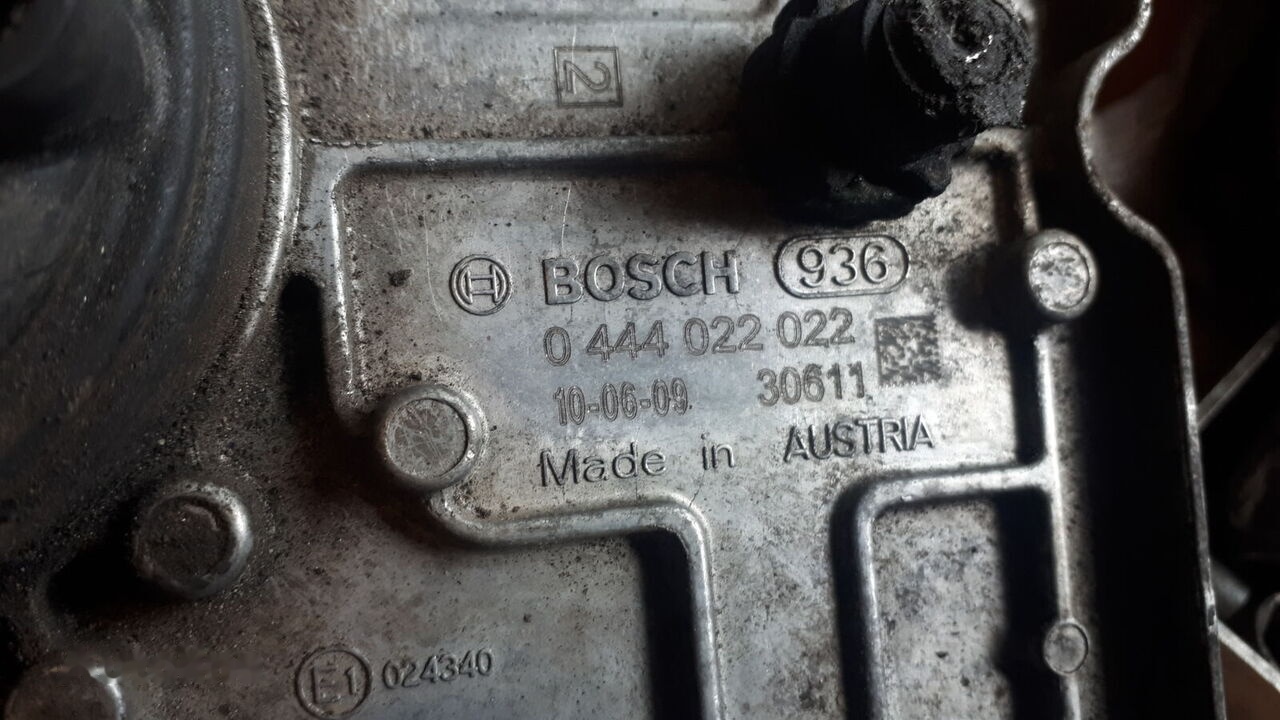 2
BOSCH 936
0 444 022 022
10-06-09 30611
Made in AUSTRIA
E1 024340